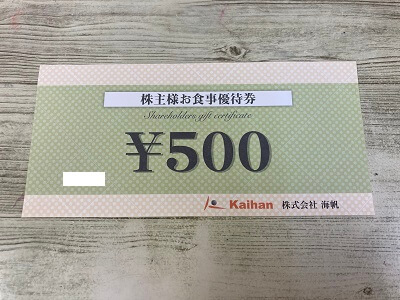 株主様お食事優待券
Shareholders gift certificate
¥500
Kaihan 株式会社 海帆